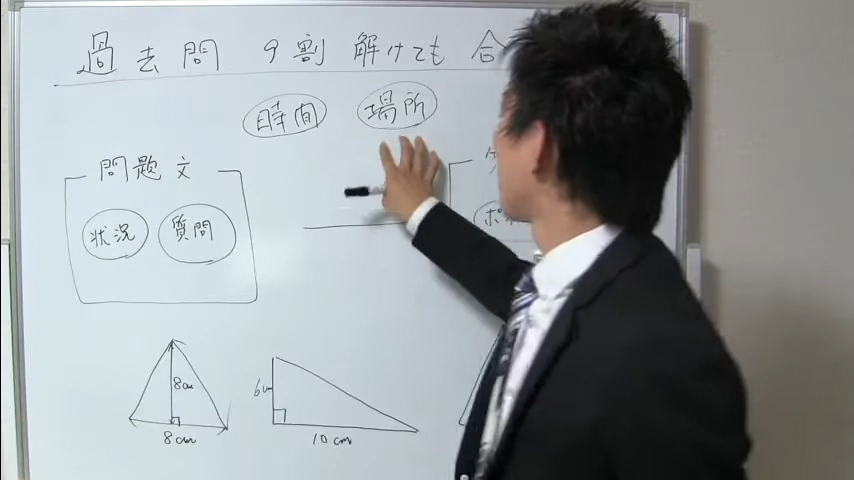 過去問 9割 解けても 合
時間 場所
問題文
状況 質問
8cm
8cm
6cm
10cm